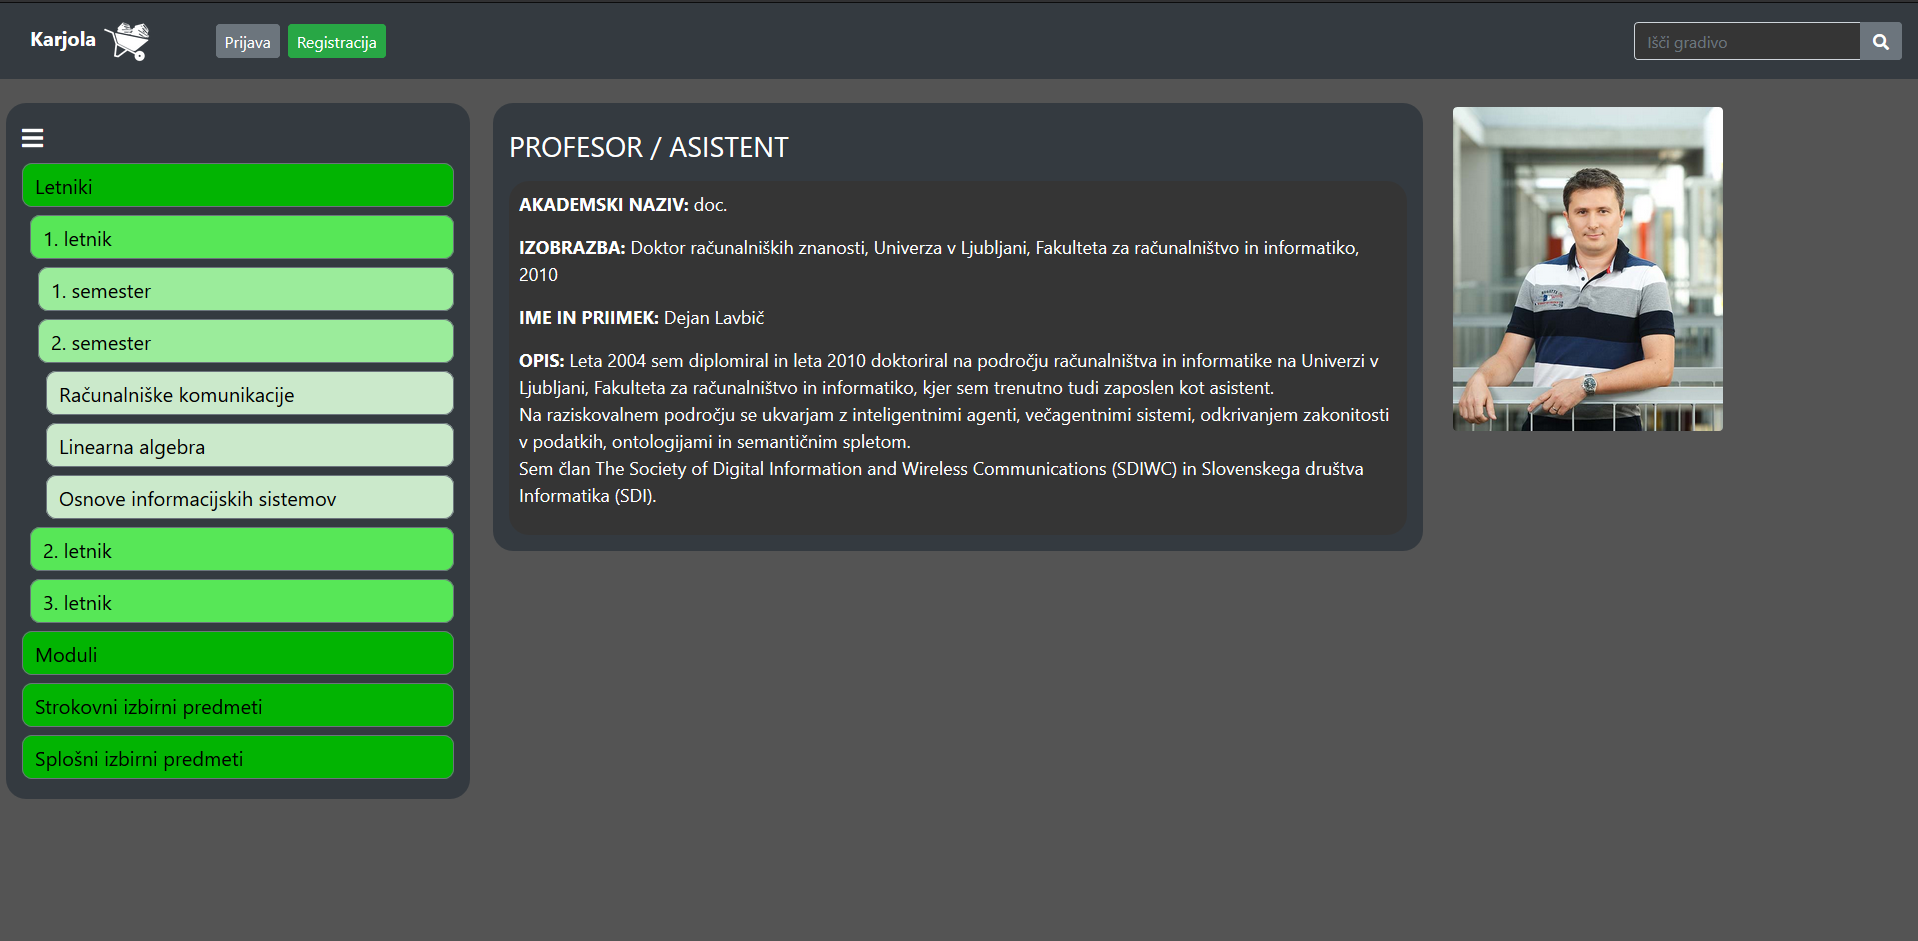 Karjola
Prijava
Registracija
Išči gradivo
Letniki
1. letnik
1. semester
2. semester
Računalniške komunikacije
Linearna algebra
Osnove informacijskih sistemov
2. letnik
3. letnik
Moduli
Strokovni izbirni predmeti
Splošni izbirni predmeti
PROFESOR / ASISTENT
AKADEMSKI NAZIV: doc.
IZOBRAZBA: Doktor računalniških znanosti, Univerza v Ljubljani, Fakulteta za računalništvo in informatiko,
2010
IME IN PRIIMEK: Dejan Lavbič
OPIS: Leta 2004 sem diplomiral in leta 2010 doktoriral na področju računalništva in informatike na Univerzi v
Ljubljani, Fakulteta za računalništvo in informatiko, kjer sem trenutno tudi zaposlen kot asistent.
Na raziskovalnem področju se ukvarjam z inteligentnimi agenti, večagentnimi sistemi, odkrivanjem zakonitosti
v podatkih, ontologijami in semantičnim spletom.
Sem član The Society of Digital Information and Wireless Communications (SDIWC) in Slovenskega društva
Informatika (SDI).